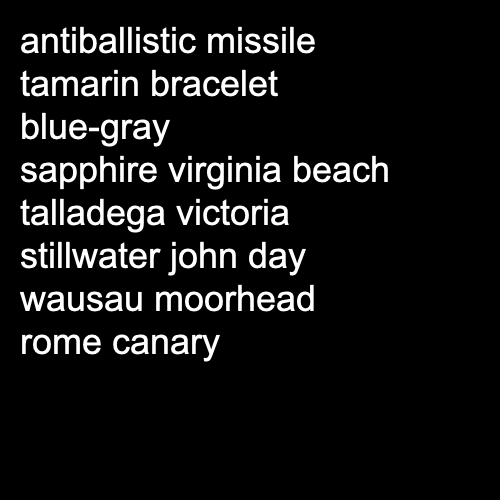 antiballistic missile
tamarin bracelet
blue-gray
sapphire virginia beach
talladega victoria
stillwater john day
wausau moorhead
rome canary